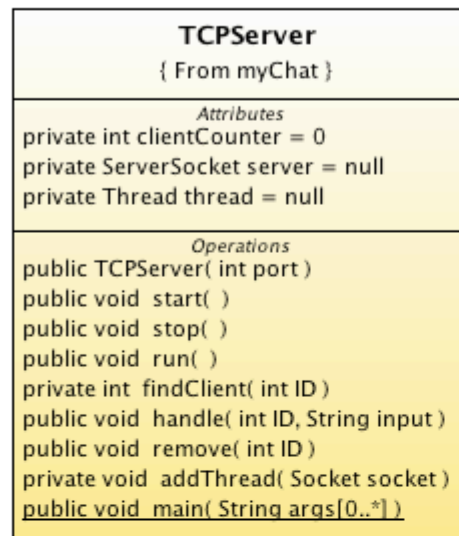 TCPServer
{ From myChat }
Attributes
private int clientCounter = 0
private ServerSocket server = null
private Thread thread = null
Operations
public TCPServer( int port )
public void  start( )
public void  stop( )
public void  run( )
private int  findClient( int ID )
public void  handle( int ID, String input )
public void  remove( int ID )
private void  addThread( Socket socket )
public void  main( String args[0..*] )